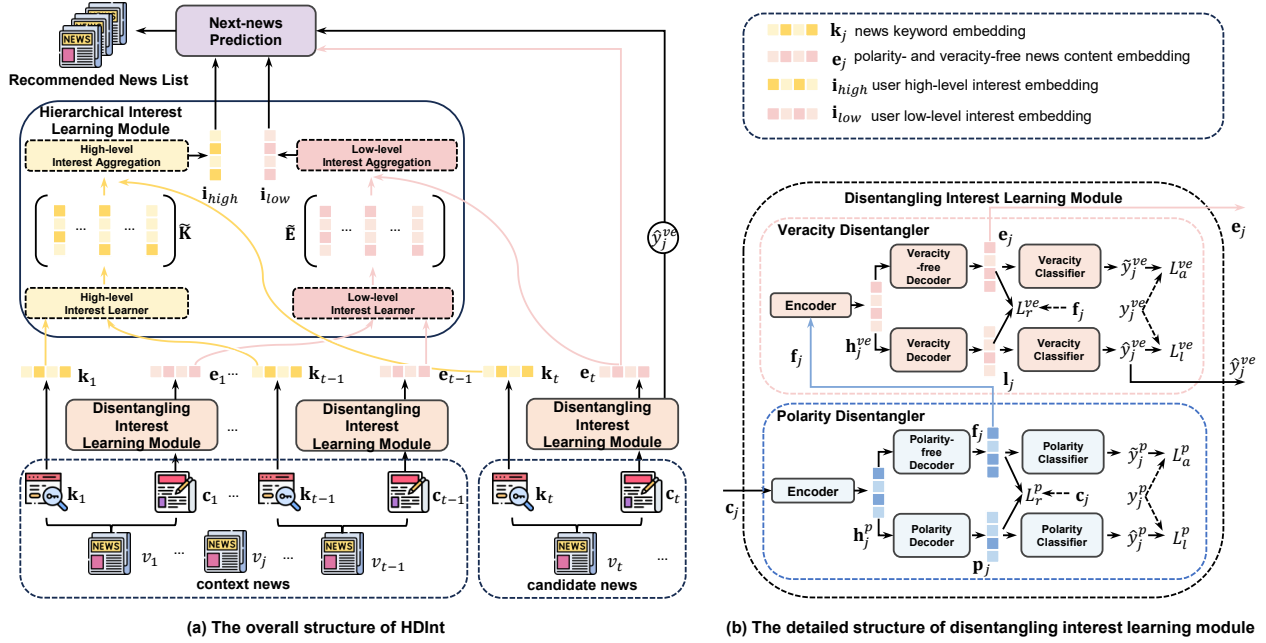 NEWS
Recommended News List
Next-news
Prediction
Hierarchical Interest
Learning Module
High-level
Interest Aggregation
Low-level
Interest Aggregation
i_high
i_low
... ...
K̃
Ẽ
... ...
ŷ_j^ve
High-level
Interest Learner
Low-level
Interest Learner
k_1
e_1 ...
k_{t−1}
e_{t−1}
k_t
e_t
Disentangling
Interest
Learning Module
...
Disentangling
Interest
Learning Module
Disentangling
Interest
Learning Module
k_1
c_1 ...
k_{t−1}
c_{t−1}
k_t
c_t
NEWS
v_1 ...
NEWS
v_j ...
NEWS
v_{t−1}
NEWS
v_t ...
context news
candidate news
(a) The overall structure of HDInt
k_j news keyword embedding
e_j polarity- and veracity-free news content embedding
i_high user high-level interest embedding
i_low user low-level interest embedding
Disentangling Interest Learning Module
Veracity Disentangler
e_j
e_j
Veracity
-free
Decoder
Veracity
Classifier
ỹ_j^ve
L_a^ve
Encoder
L_r^ve
f_j
y_j^ve
f_j
h_j^ve
Veracity
Decoder
Veracity
Classifier
ŷ_j^ve
L_l^ve
ŷ_j^ve
l_j
Polarity Disentangler
f_j
Polarity-
free
Decoder
Polarity
Classifier
ỹ_j^p
L_a^p
c_j
Encoder
L_r^p
c_j
y_j^p
h_j^p
Polarity
Decoder
Polarity
Classifier
ŷ_j^p
L_l^p
p_j
(b) The detailed structure of disentangling interest learning module